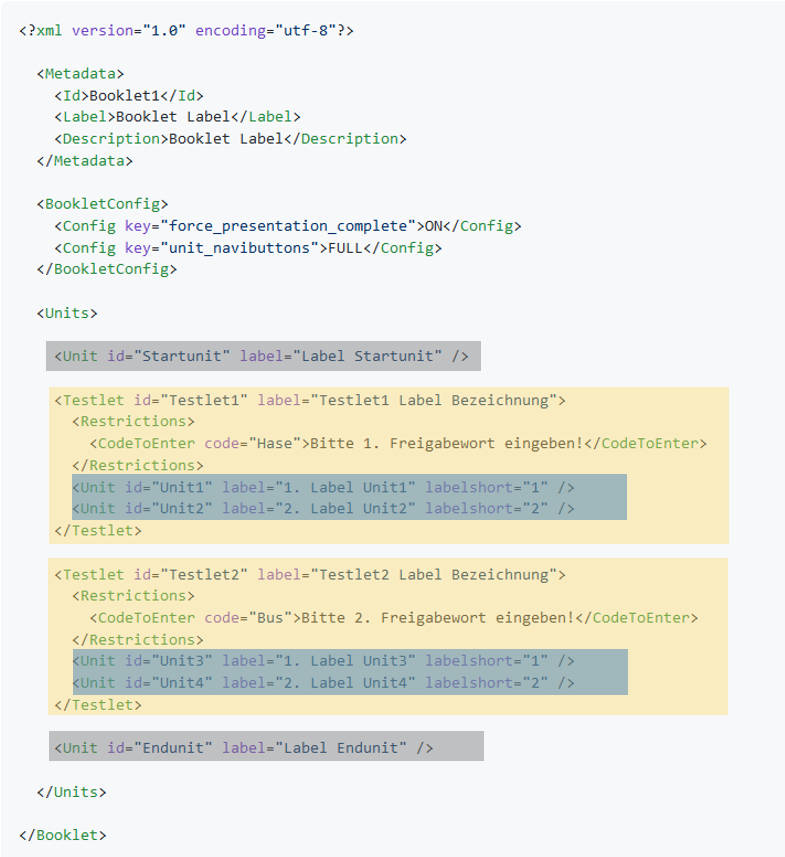 <?xml version="1.0" encoding="utf-8"?>
<Metadata>
<Id>Booklet1</Id>
<Label>Booklet Label</Label>
<Description>Booklet Label</Description>
</Metadata>
<BookletConfig>
<Config key="force_presentation_complete">ON</Config>
<Config key="unit_navibuttons">FULL</Config>
</BookletConfig>
<Units>
<Unit id="Startunit" label="Label Startunit" />
<Testlet id="Testlet1" label="Testlet1 Label Bezeichnung">
<Restrictions>
<CodeToEnter code="Hase">Bitte 1. Freigabewort eingeben!</CodeToEnter>
</Restrictions>
<Unit id="Unit1" label="1. Label Unit1" labelshort="1" />
<Unit id="Unit2" label="2. Label Unit2" labelshort="2" />
</Testlet>
<Testlet id="Testlet2" label="Testlet2 Label Bezeichnung">
<Restrictions>
<CodeToEnter code="Bus">Bitte 2. Freigabewort eingeben!</CodeToEnter>
</Restrictions>
<Unit id="Unit3" label="1. Label Unit3" labelshort="1" />
<Unit id="Unit4" label="2. Label Unit4" labelshort="2" />
</Testlet>
<Unit id="Endunit" label="Label Endunit" />
</Units>
</Booklet>